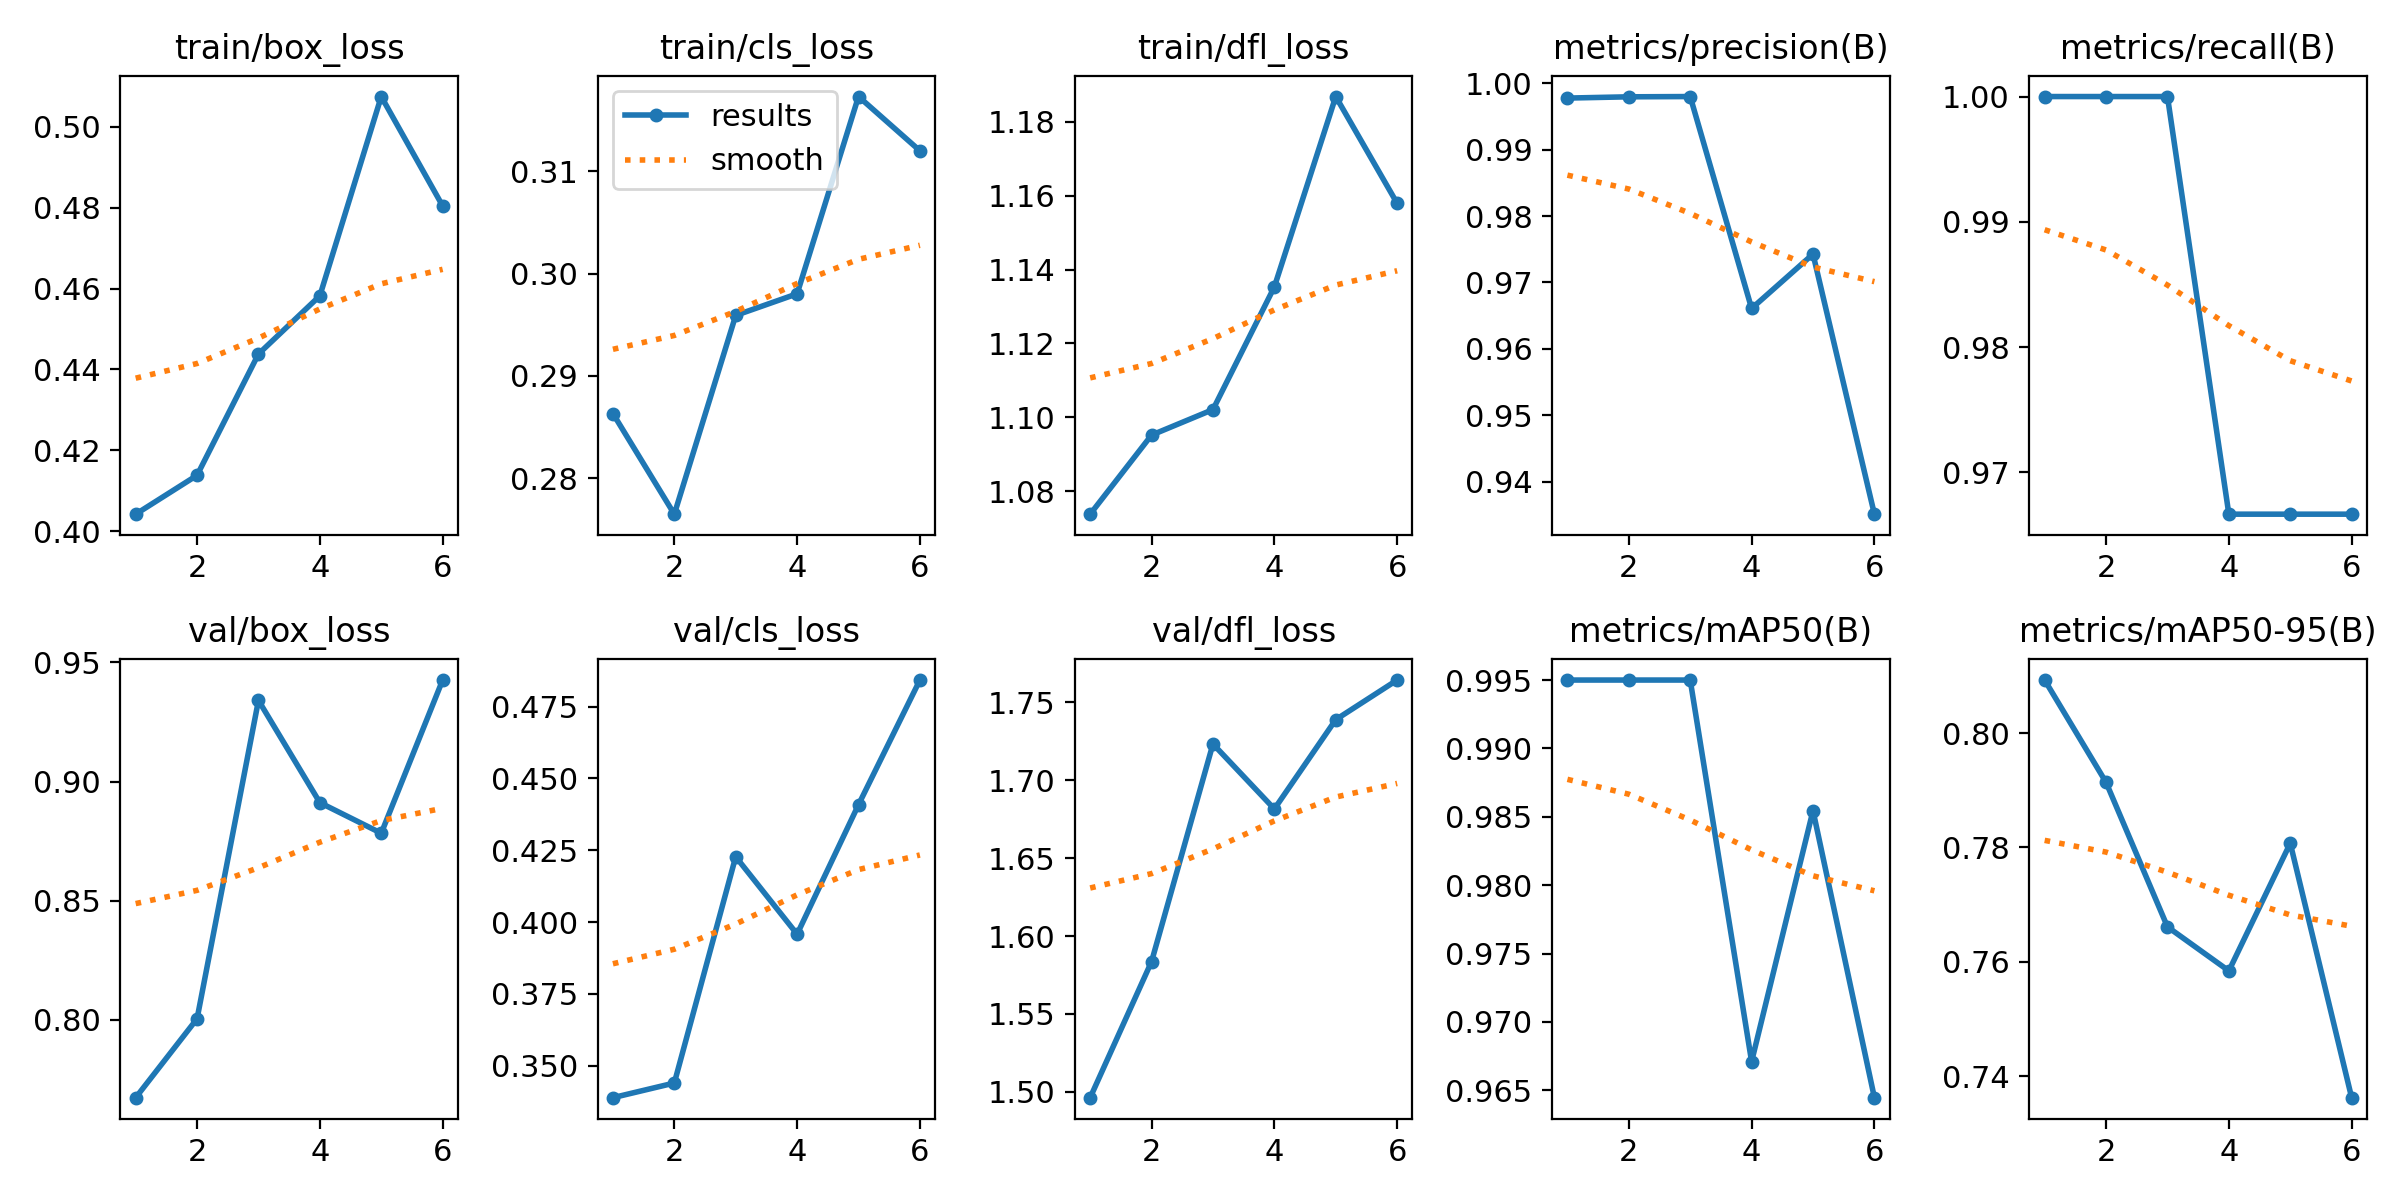 train/box_loss
train/cls_loss
train/dfl_loss
metrics/precision(B)
metrics/recall(B)
0.50
0.48
0.46
0.44
0.42
0.40
2 4 6
results
smooth
0.31
0.30
0.29
0.28
2 4 6
1.18
1.16
1.14
1.12
1.10
1.08
2 4 6
1.00
0.99
0.98
0.97
0.96
0.95
0.94
2 4 6
1.00
0.99
0.98
0.97
2 4 6
val/box_loss
val/cls_loss
val/dfl_loss
metrics/mAP50(B)
metrics/mAP50-95(B)
0.95
0.90
0.85
0.80
2 4 6
0.475
0.450
0.425
0.400
0.375
0.350
2 4 6
1.75
1.70
1.65
1.60
1.55
1.50
2 4 6
0.995
0.990
0.985
0.980
0.975
0.970
0.965
2 4 6
0.80
0.78
0.76
0.74
2 4 6